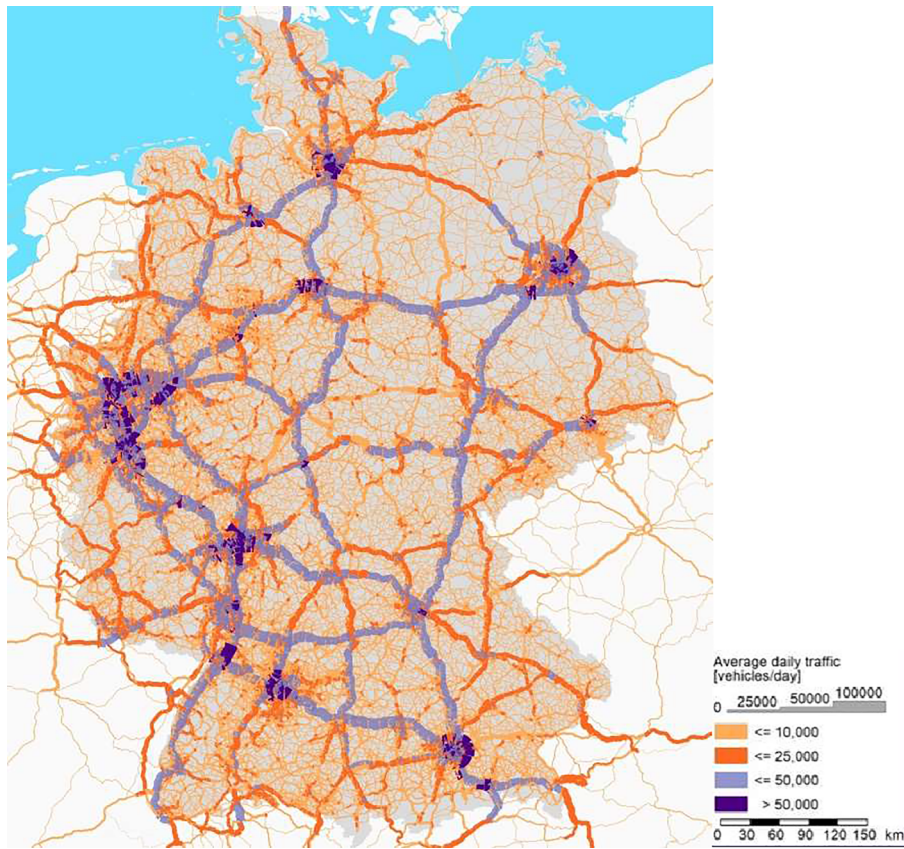 Average daily traffic
[vehicles/day]
0 25000 50000 100000
<= 10,000
<= 25,000
<= 50,000
> 50,000
0 30 60 90 120 150 km